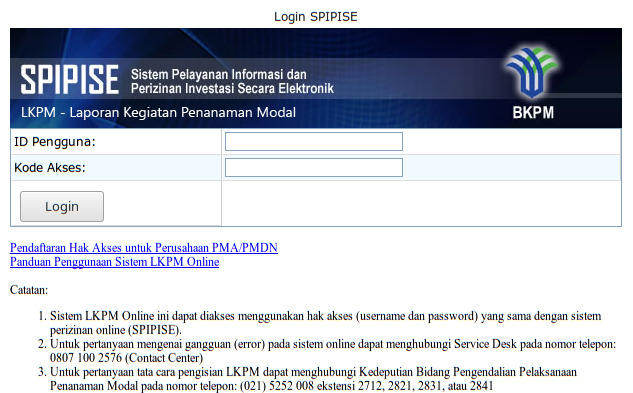 Login SPIPISE
SPIPISE Sistem Pelayanan Informasi dan
Perizinan Investasi Secara Elektronik
LKPM - Laporan Kegiatan Penanaman Modal
BKPM
ID Pengguna:
Kode Akses:
Login
Pendaftaran Hak Akses untuk Perusahaan PMA/PMDN
Panduan Penggunaan Sistem LKPM Online
Catatan:
1. Sistem LKPM Online ini dapat diakses menggunakan hak akses (username dan password) yang sama dengan sistem
perizinan online (SPIPISE).
2. Untuk pertanyaan mengenai gangguan (error) pada sistem online dapat menghubungi Service Desk pada nomor telepon:
0807 100 2576 (Contact Center)
3. Untuk pertanyaan tata cara pengisian LKPM dapat menghubungi Kedeputian Bidang Pengendalian Pelaksanaan
Penanaman Modal pada nomor telepon: (021) 5252 008 ekstensi 2712, 2821, 2831, atau 2841